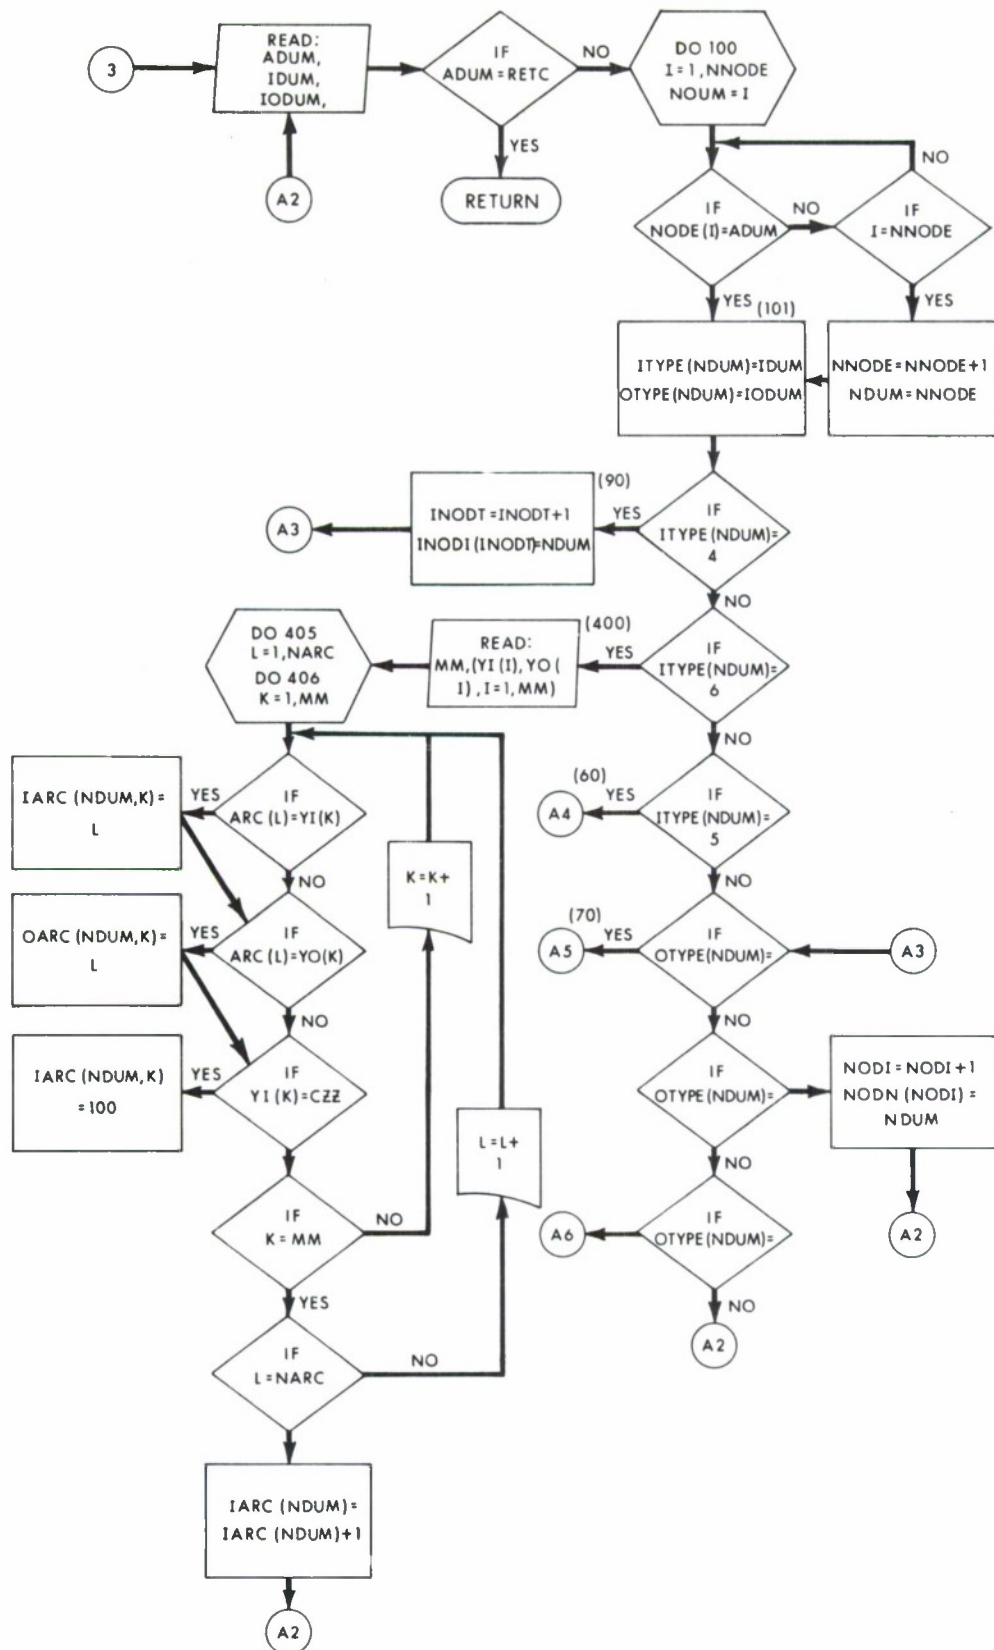 3
READ:
ADUM,
IDUM,
IODUM,
A2
IF
ADUM=RETC
NO
YES
RETURN
DO 100
I=1,NNODE
NOUM=I
IF
NODE(I)=ADUM
NO
YES
IF
I=NNODE
NO
YES
(101)
ITYPE(NDUM)=IDUM
OTYPE(NDUM)=IODUM
NNODE=NNODE+1
NDUM=NNODE
IF
ITYPE(NDUM)=
4
YES
NO
(90)
INODT=INODT+1
INODI(INODT)=NDUM
A3
IF
ITYPE(NDUM)=
6
YES
NO
(400)
READ:
MM,(YI(I),YO(
I),I=1,MM)
DO 405
L=1,NARC
DO 406
K=1,MM
IF
ARC(L)=YI(K)
YES
NO
IARC(NDUM,K)=
L
IF
ARC(L)=YO(K)
YES
NO
OARC(NDUM,K)=
L
IF
YI(K)=CZZ
YES
IARC(NDUM,K)
=100
IF
K=MM
NO
YES
K=K+
1
IF
L=NARC
NO
L=L+
1
IARC(NDUM)=
IARC(NDUM)+1
A2
IF
ITYPE(NDUM)=
5
(60)
YES
A4
NO
IF
OTYPE(NDUM)=
(70)
YES
A5
A3
NO
IF
OTYPE(NDUM)=
NO
NODI=NODI+1
NODN(NODI)=
NDUM
A2
IF
OTYPE(NDUM)=
A6
NO
A2